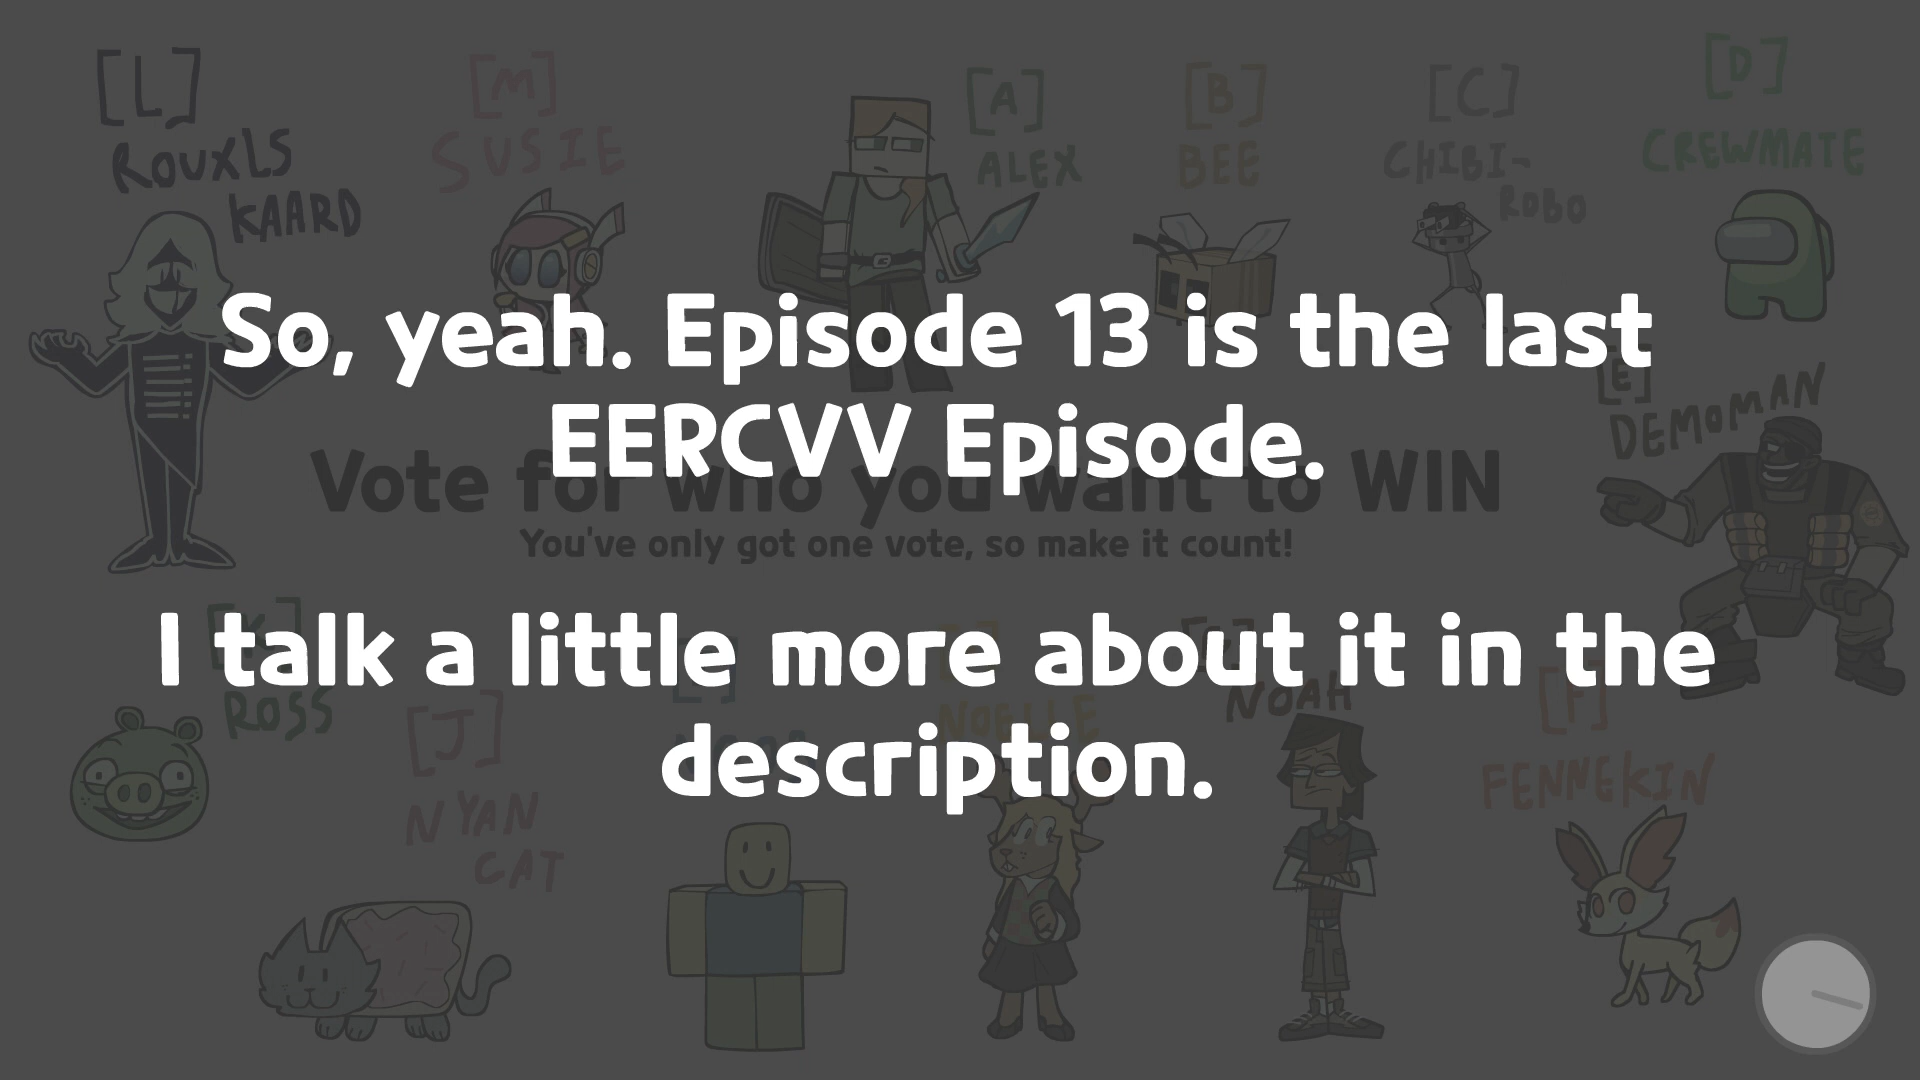 So, yeah. Episode 13 is the last
EERCVV Episode.
I talk a little more about it in the
description.
Vote for who you want to WIN
You've only got one vote, so make it count!
[L]
ROUXLS
KAARD
[M]
SUSIE
[A]
ALEX
[B]
BEE
[C]
CHIBI-
ROBO
[D]
CREWMATE
[E]
DEMOMAN
[F]
FENNEKIN
NOAH
NOELLE
[J]
NYAN
CAT
[K]
ROSS